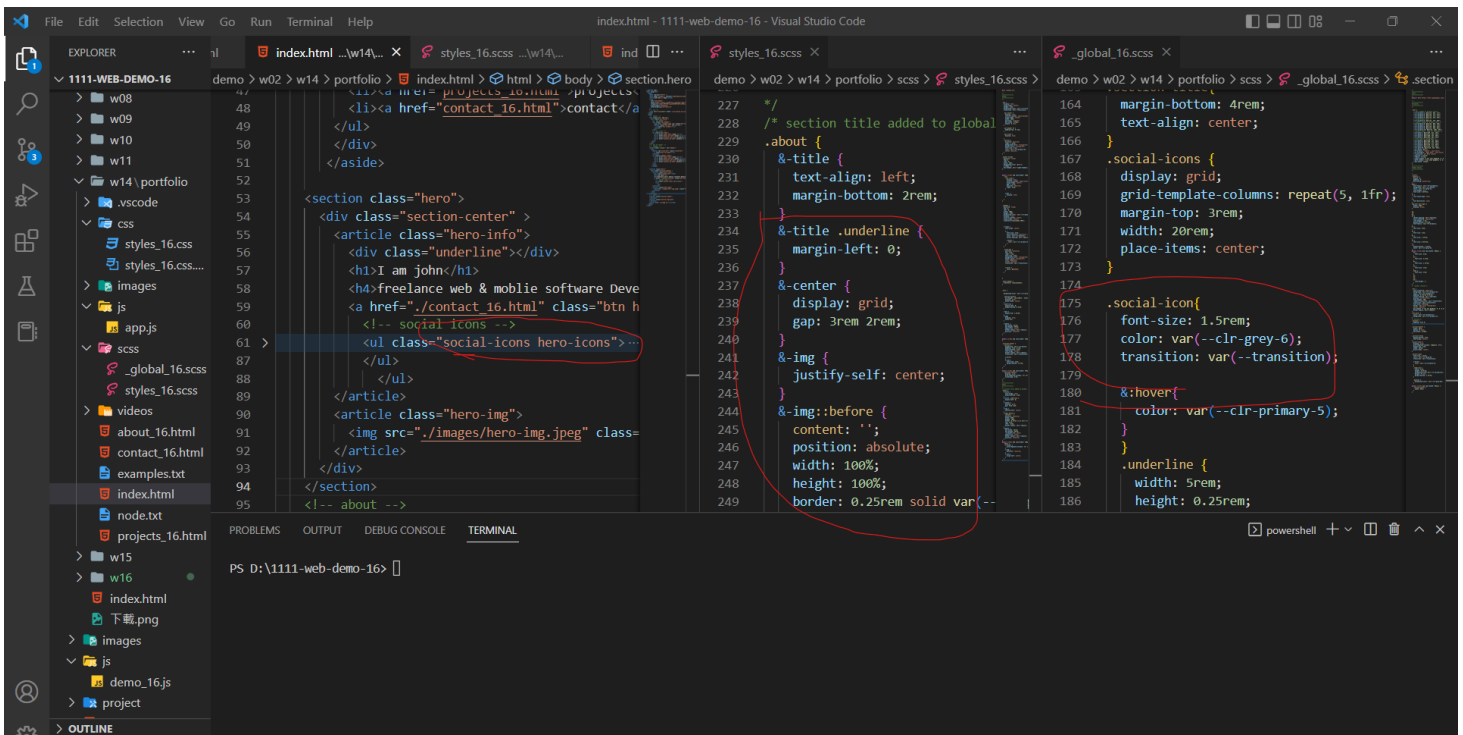 File Edit Selection View Go Run Terminal Help
index.html - 1111-web-demo-16 - Visual Studio Code
EXPLORER
1111-WEB-DEMO-16
w08
w09
w10
w11
w14\portfolio
.vscode
css
styles_16.css
styles_16.css....
images
js
app.js
scss
_global_16.scss
styles_16.scss
videos
about_16.html
contact_16.html
examples.txt
index.html
node.txt
projects_16.html
w15
w16
index.html
下載.png
images
js
demo_16.js
project
OUTLINE
index.html ...\w14\...
styles_16.scss ...\w14\...
ind
demo > w02 > w14 > portfolio > index.html > html > body > section.hero
47 <li><a href="projects_16.html">projects<
48 <li><a href="contact_16.html">contact</a
49 </ul>
50 </div>
51 </aside>
52
53 <section class="hero">
54 <div class="section-center" >
55 <article class="hero-info">
56 <div class="underline"></div>
57 <h1>I am john</h1>
58 <h4>freelance web & moblie software Deve
59 <a href="./contact_16.html" class="btn h
60 <!-- social icons -->
61 <ul class="social-icons hero-icons">...
87 </ul>
88 </ul>
89 </article>
90 <article class="hero-img">
91 <img src="./images/hero-img.jpeg" class=
92 </article>
93 </div>
94 </section>
95 <!-- about -->
styles_16.scss
demo > w02 > w14 > portfolio > scss > styles_16.scss >
227 */
228 /* section title added to global
229 .about {
230 &-title {
231 text-align: left;
232 margin-bottom: 2rem;
233 }
234 &-title .underline {
235 margin-left: 0;
236 }
237 &-center {
238 display: grid;
239 gap: 3rem 2rem;
240 }
241 &-img {
242 justify-self: center;
243 }
244 &-img::before {
245 content: '';
246 position: absolute;
247 width: 100%;
248 height: 100%;
249 border: 0.25rem solid var(--
_global_16.scss
demo > w02 > w14 > portfolio > scss > _global_16.scss > .section
164 margin-bottom: 4rem;
165 text-align: center;
166 }
167 .social-icons {
168 display: grid;
169 grid-template-columns: repeat(5, 1fr);
170 margin-top: 3rem;
171 width: 20rem;
172 place-items: center;
173 }
174
175 .social-icon{
176 font-size: 1.5rem;
177 color: var(--clr-grey-6);
178 transition: var(--transition);
179
180 &:hover{
181 color: var(--clr-primary-5);
182 }
183 }
184 .underline {
185 width: 5rem;
186 height: 0.25rem;
PROBLEMS OUTPUT DEBUG CONSOLE TERMINAL
powershell
PS D:\1111-web-demo-16>